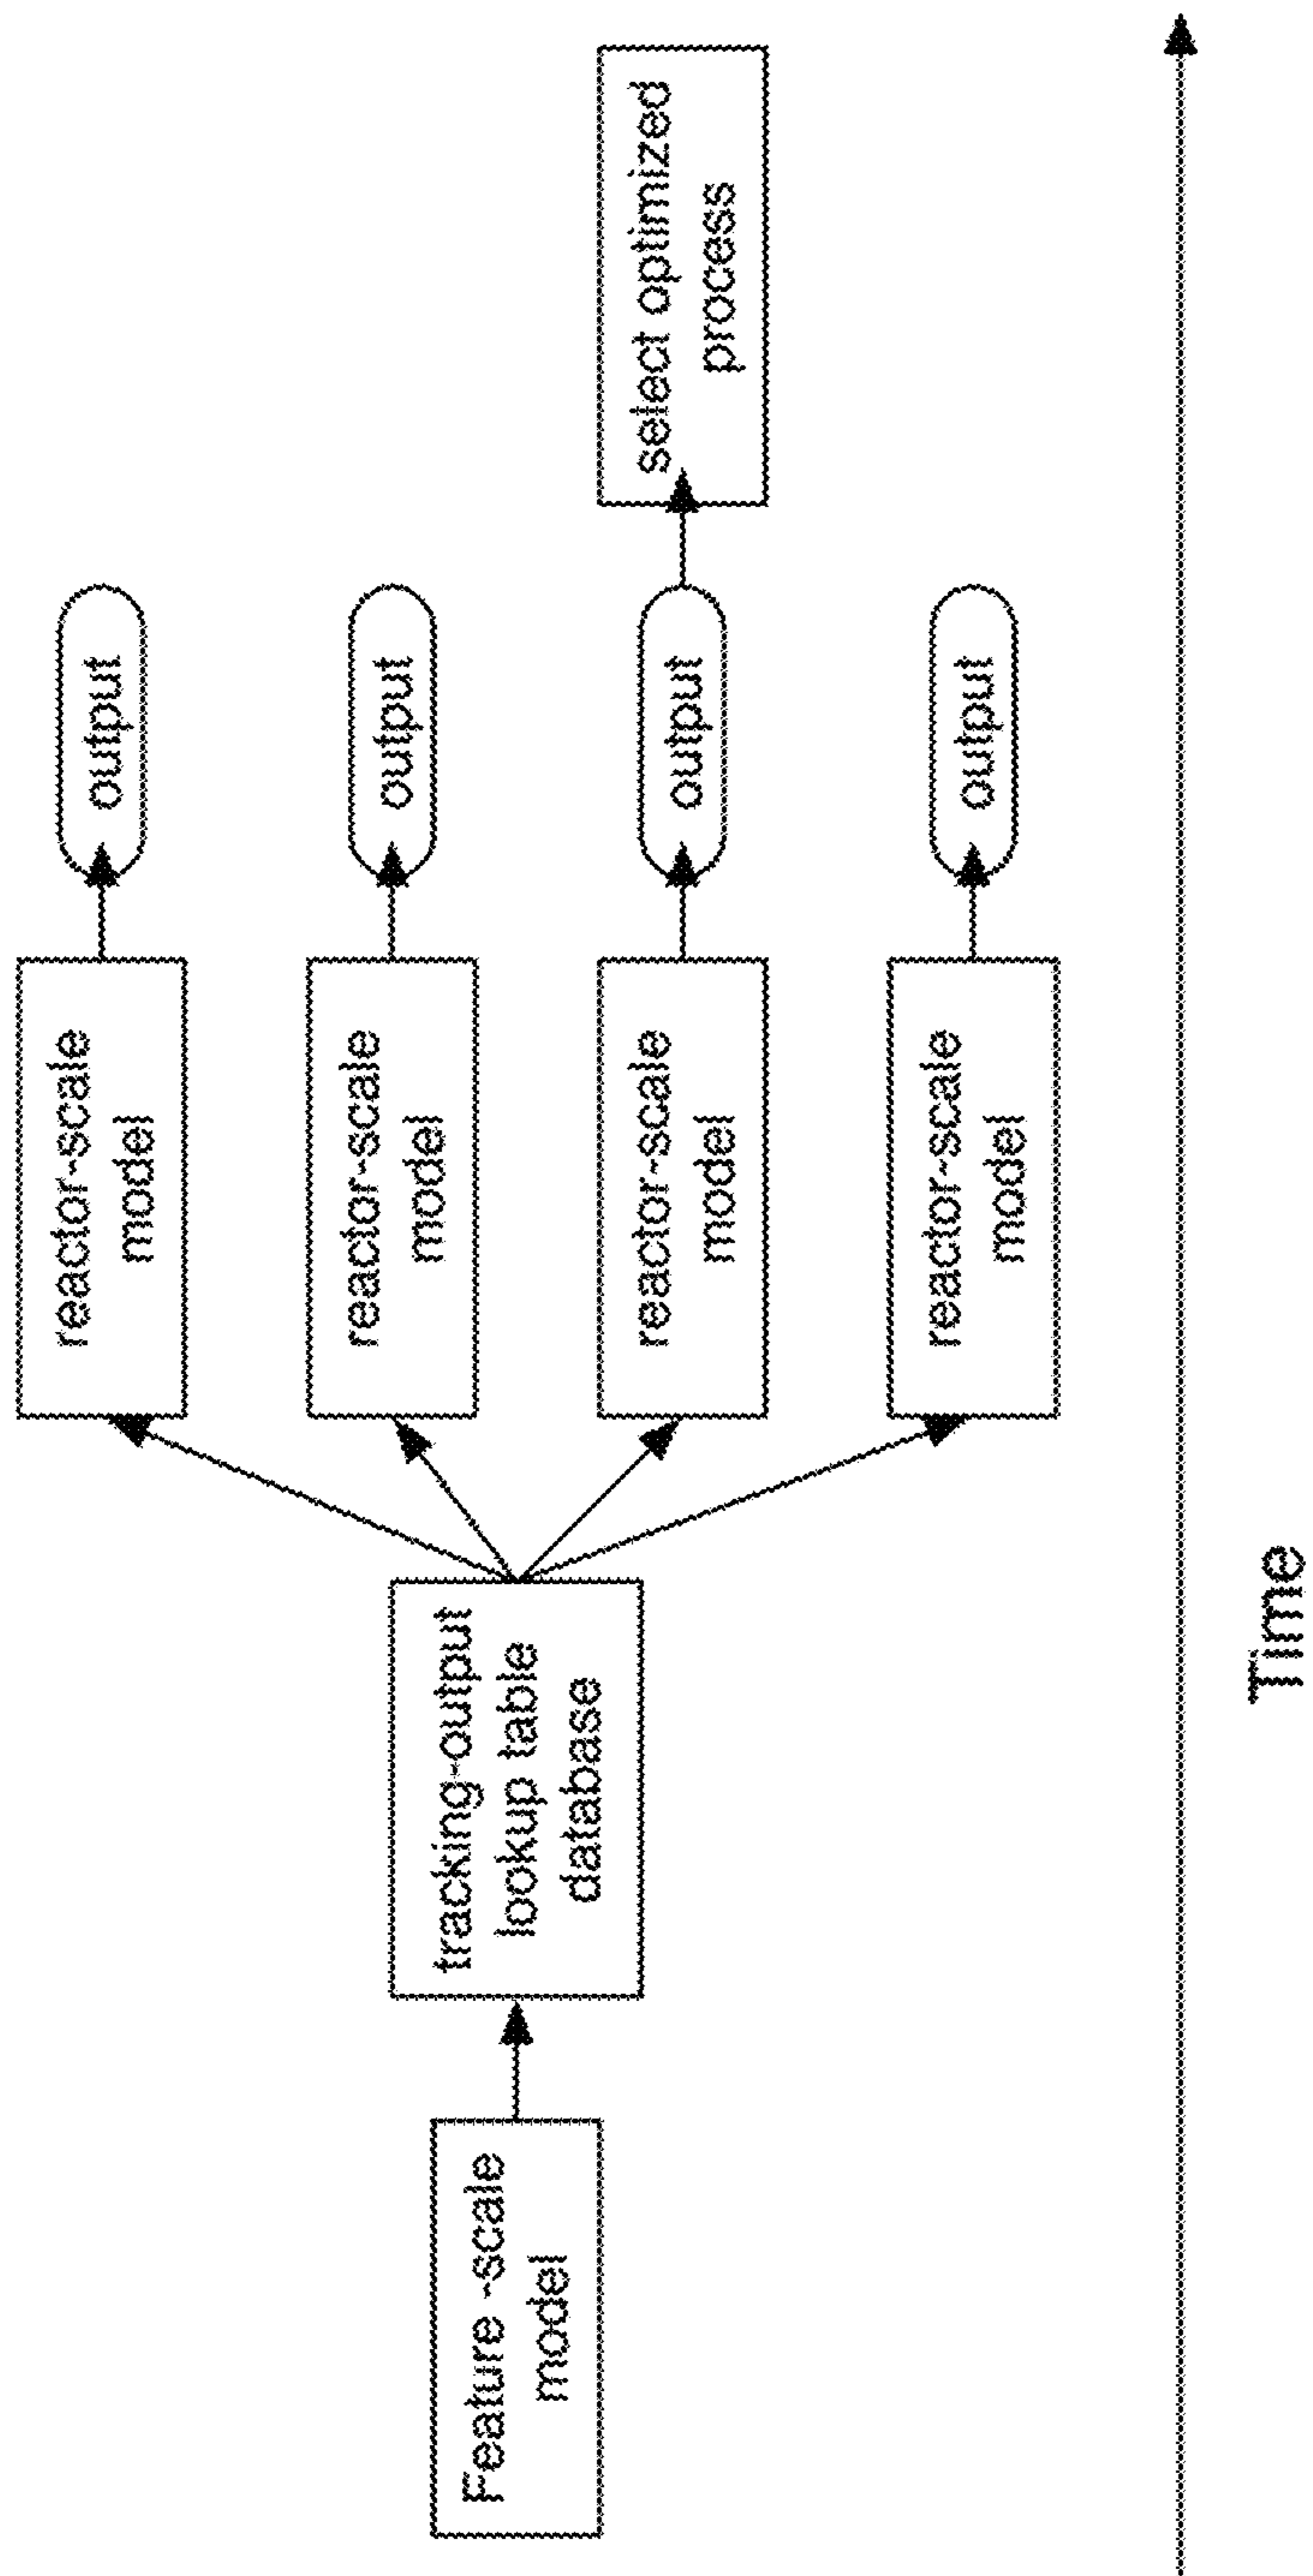 Feature -scale
model
tracking-output
lookup table
database
reactor-scale
model
output
reactor-scale
model
output
reactor-scale
model
output
select optimized
process
reactor-scale
model
output
Time